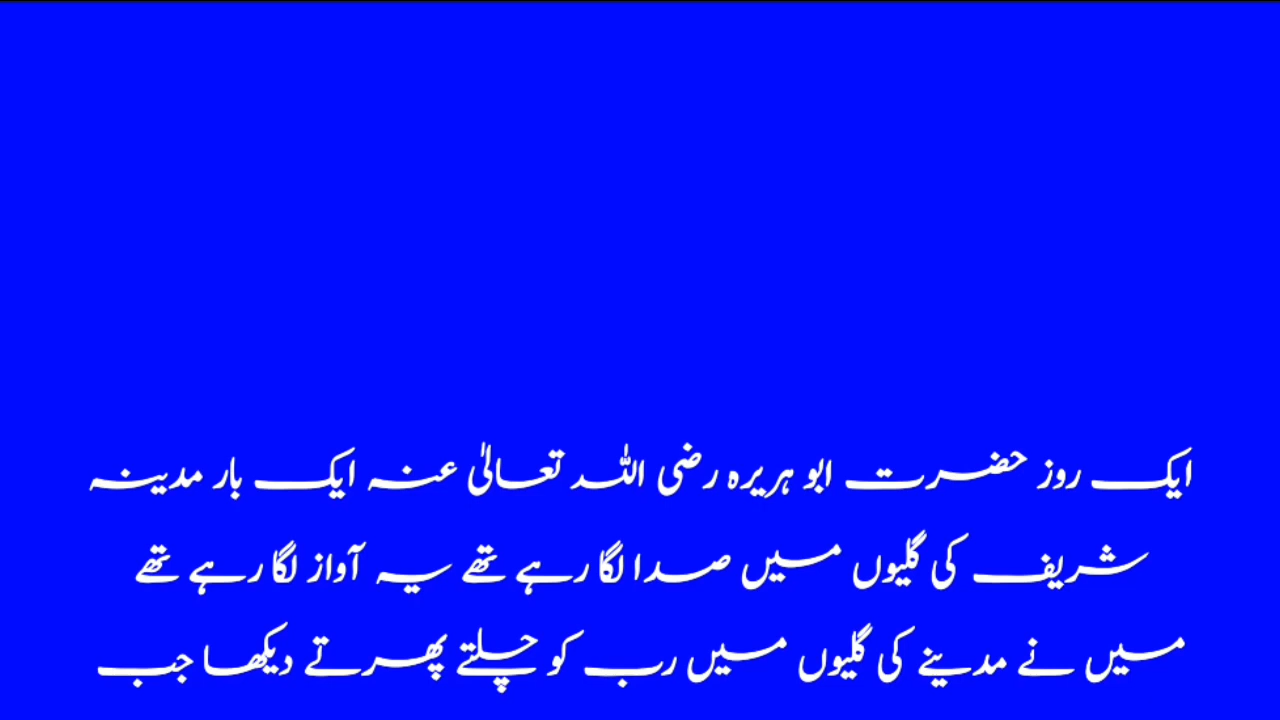 ایک روز حضرت ابو ہریرہ رضی اللہ تعالیٰ عنہ ایک بار مدینہ
شریف کی گلیوں میں صدا لگا رہے تھے یہ آواز لگا رہے تھے
میں نے مدینے کی گلیوں میں رب کو چلتے پھرتے دیکھا جب